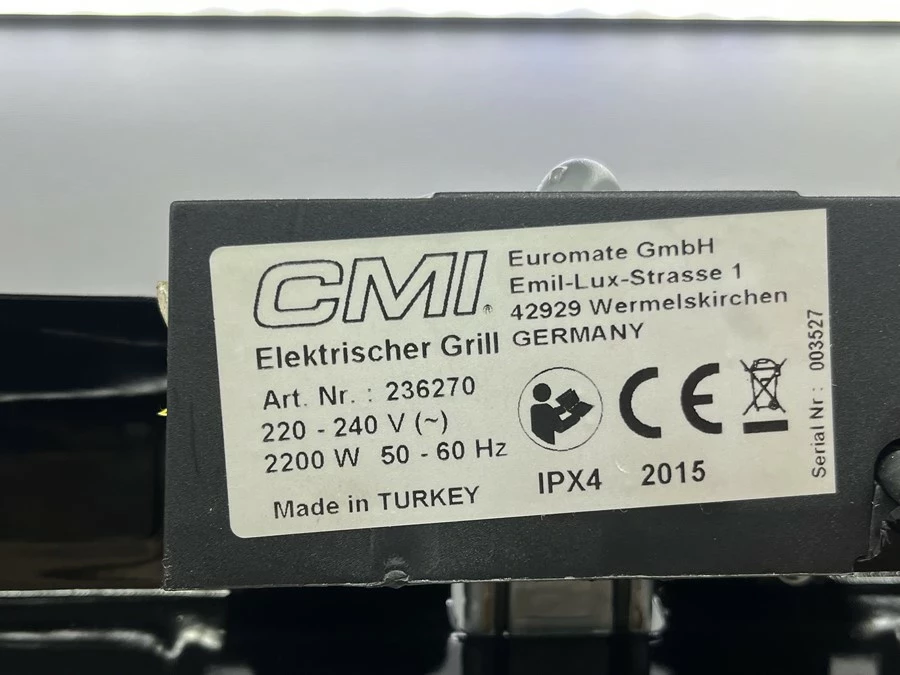 CMI®
Euromate GmbH
Emil-Lux-Strasse 1
42929 Wermelskirchen
GERMANY
Elektrischer Grill
Art. Nr. : 236270
220 - 240 V (~)
2200 W 50 - 60 Hz
Made in TURKEY
CE
IPX4 2015
Serial Nr : 003527